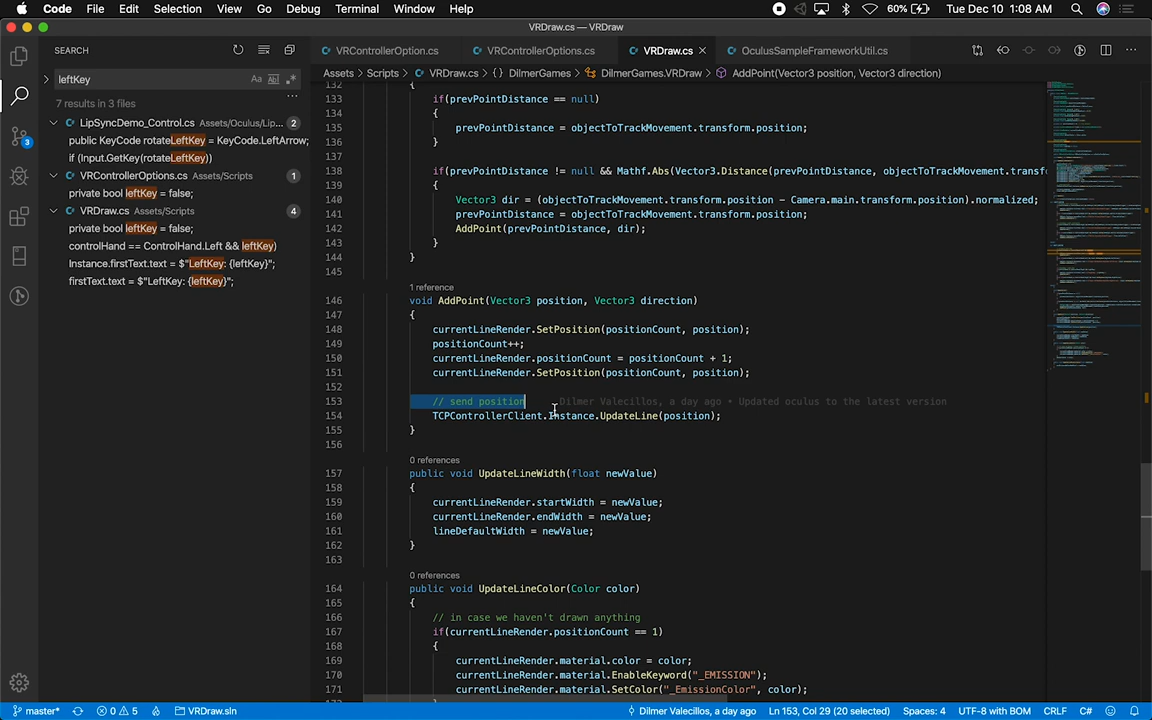 Code File Edit Selection View Go Debug Terminal Window Help 60% Tue Dec 10 1:08 AM
VRDraw.cs — VRDraw
SEARCH
VRControllerOption.cs VRControllerOptions.cs VRDraw.cs OculusSampleFrameworkUtil.cs
leftKey Aa Abl .*
Assets > Scripts > VRDraw.cs > {} DilmerGames > DilmerGames.VRDraw > AddPoint(Vector3 position, Vector3 direction)
7 results in 3 files
LipSyncDemo_Control.cs Assets/Oculus/Lip... 2
public KeyCode rotateLeftKey = KeyCode.LeftArrow;
if (Input.GetKey(rotateLeftKey))
VRControllerOptions.cs Assets/Scripts 1
private bool leftKey = false;
VRDraw.cs Assets/Scripts 4
private bool leftKey = false;
controlHand == ControlHand.Left && leftKey)
Instance.firstText.text = $"LeftKey: {leftKey}";
firstText.text = $"LeftKey: {leftKey}";
3
132 {
133 if(prevPointDistance == null)
134 {
135 prevPointDistance = objectToTrackMovement.transform.position;
136 }
137
138 if(prevPointDistance != null && Mathf.Abs(Vector3.Distance(prevPointDistance, objectToTrackMovement.transf
139 {
140 Vector3 dir = (objectToTrackMovement.transform.position - Camera.main.transform.position).normalized;
141 prevPointDistance = objectToTrackMovement.transform.position;
142 AddPoint(prevPointDistance, dir);
143 }
144 }
145
1 reference
146 void AddPoint(Vector3 position, Vector3 direction)
147 {
148 currentLineRender.SetPosition(positionCount, position);
149 positionCount++;
150 currentLineRender.positionCount = positionCount + 1;
151 currentLineRender.SetPosition(positionCount, position);
152
153 // send position Dilmer Valecillos, a day ago • Updated oculus to the latest version
154 TCPControllerClient.Instance.UpdateLine(position);
155 }
156
0 references
157 public void UpdateLineWidth(float newValue)
158 {
159 currentLineRender.startWidth = newValue;
160 currentLineRender.endWidth = newValue;
161 lineDefaultWidth = newValue;
162 }
163
0 references
164 public void UpdateLineColor(Color color)
165 {
166 // in case we haven't drawn anything
167 if(currentLineRender.positionCount == 1)
168 {
169 currentLineRender.material.color = color;
170 currentLineRender.material.EnableKeyword("_EMISSION");
171 currentLineRender.material.SetColor("_EmissionColor", color);
master* 0 5 VRDraw.sln Dilmer Valecillos, a day ago Ln 153, Col 29 (20 selected) Spaces: 4 UTF-8 with BOM CRLF C#